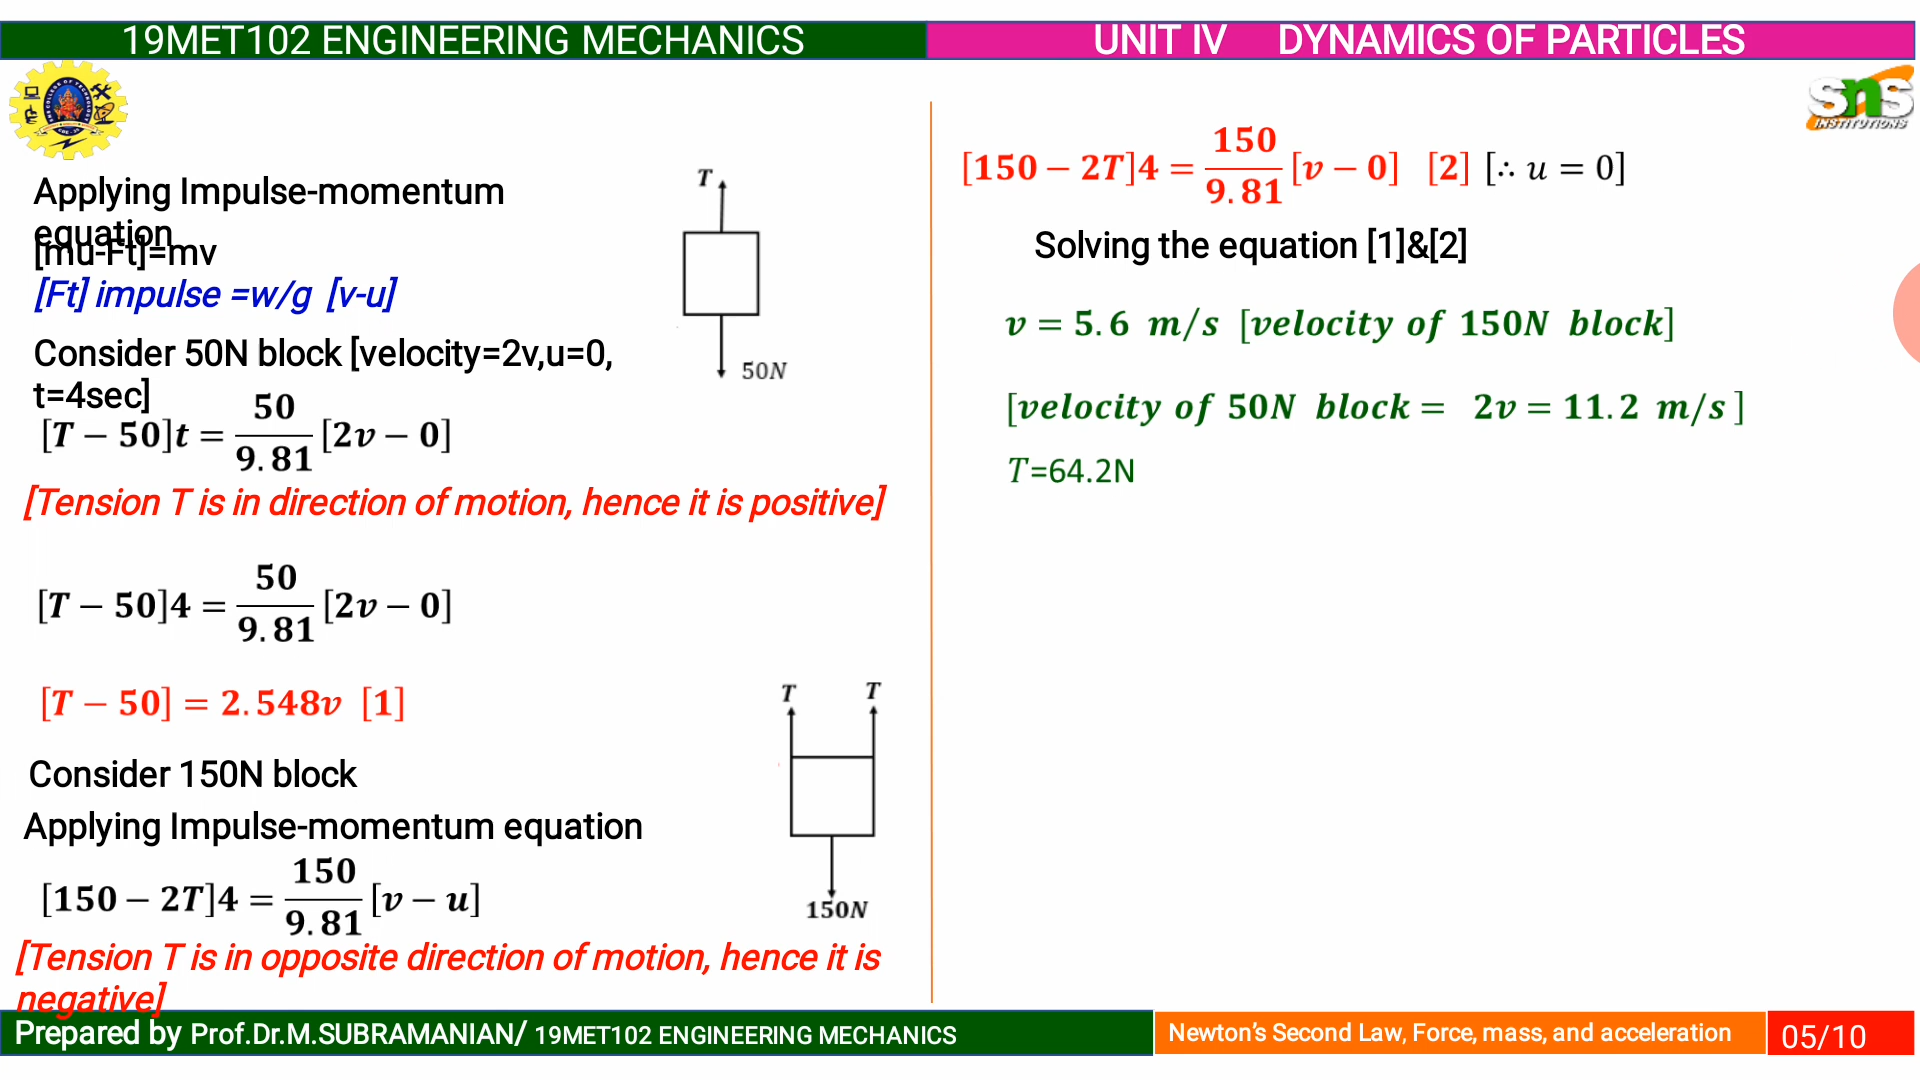 19MET102 ENGINEERING MECHANICS
UNIT IV DYNAMICS OF PARTICLES
SNS INSTITUTIONS
Applying Impulse-momentum
equation
[mu-Ft]=mv
[Ft] impulse =w/g [v-u]
Consider 50N block [velocity=2v,u=0,
t=4sec]
[T − 50]t = 50/9.81 [2v − 0]
[Tension T is in direction of motion, hence it is positive]
[T − 50]4 = 50/9.81 [2v − 0]
[T − 50] = 2.548v [1]
Consider 150N block
Applying Impulse-momentum equation
[150 − 2T]4 = 150/9.81 [v − u]
[Tension T is in opposite direction of motion, hence it is
negative]
T
50N
T T
150N
[150 − 2T]4 = 150/9.81 [v − 0] [2] [∴ u = 0]
Solving the equation [1]&[2]
v = 5.6 m/s [velocity of 150N block]
[velocity of 50N block = 2v = 11.2 m/s ]
T=64.2N
Prepared by Prof.Dr.M.SUBRAMANIAN/ 19MET102 ENGINEERING MECHANICS
Newton’s Second Law, Force, mass, and acceleration
05/10